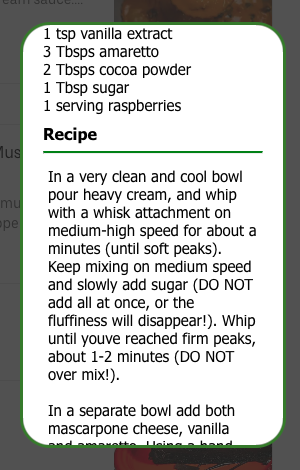 ream sauce....
1 tsp vanilla extract
3 Tbsps amaretto
2 Tbsps cocoa powder
1 Tbsp sugar
1 serving raspberries
Recipe
In a very clean and cool bowl
pour heavy cream, and whip
with a whisk attachment on
medium-high speed for about a
minutes (until soft peaks).
Keep mixing on medium speed
and slowly add sugar (DO NOT
add all at once, or the
fluffiness will disappear!). Whip
until youve reached firm peaks,
about 1-2 minutes (DO NOT
over mix!).
In a separate bowl add both
mascarpone cheese, vanilla
and amaretto. Using a hand